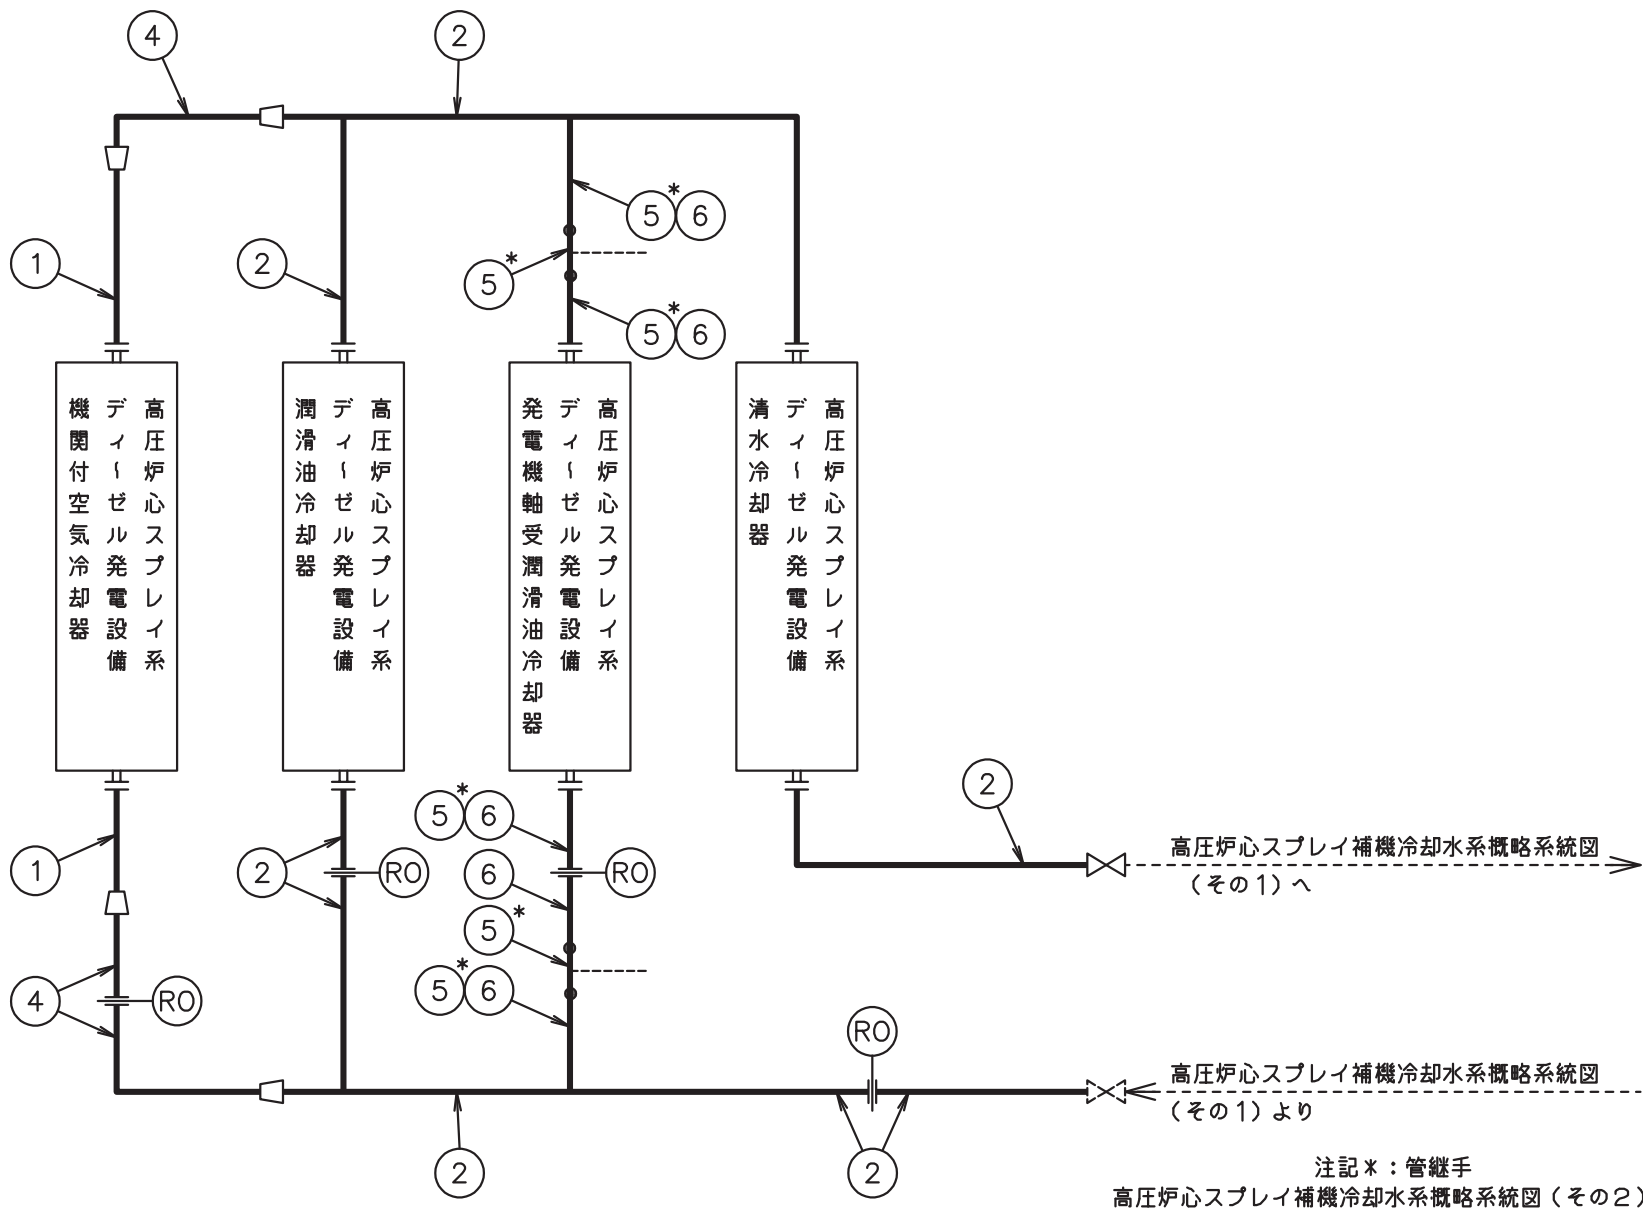 4
2
5* 6
1
2
5*
5* 6
高圧炉心スプレイ系
ディ〜ゼル発電設備
機関付空気冷却器
高圧炉心スプレイ系
ディ〜ゼル発電設備
潤滑油冷却器
高圧炉心スプレイ系
ディ〜ゼル発電設備
発電機軸受潤滑油冷却器
高圧炉心スプレイ系
ディ〜ゼル発電設備
清水冷却器
2
5* 6
高圧炉心スプレイ補機冷却水系概略系統図
(その1)へ
1
2
RO
6
RO
5*
4
RO
5* 6
RO
高圧炉心スプレイ補機冷却水系概略系統図
(その1)より
2
2
注記*:管継手
高圧炉心スプレイ補機冷却水系概略系統図(その2)